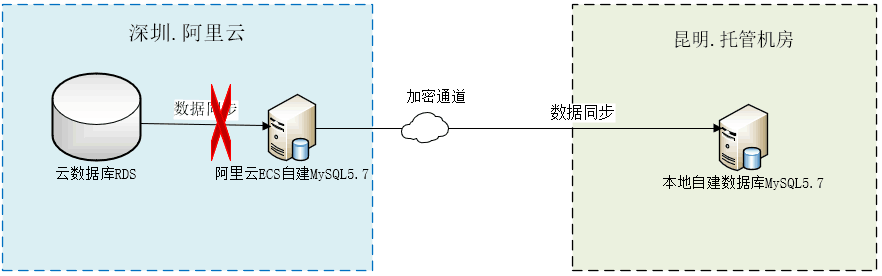 深圳.阿里云
昆明.托管机房
加密通道
数据同步
数据同步
云数据库RDS
阿里云ECS自建MySQL5.7
本地自建数据库MySQL5.7